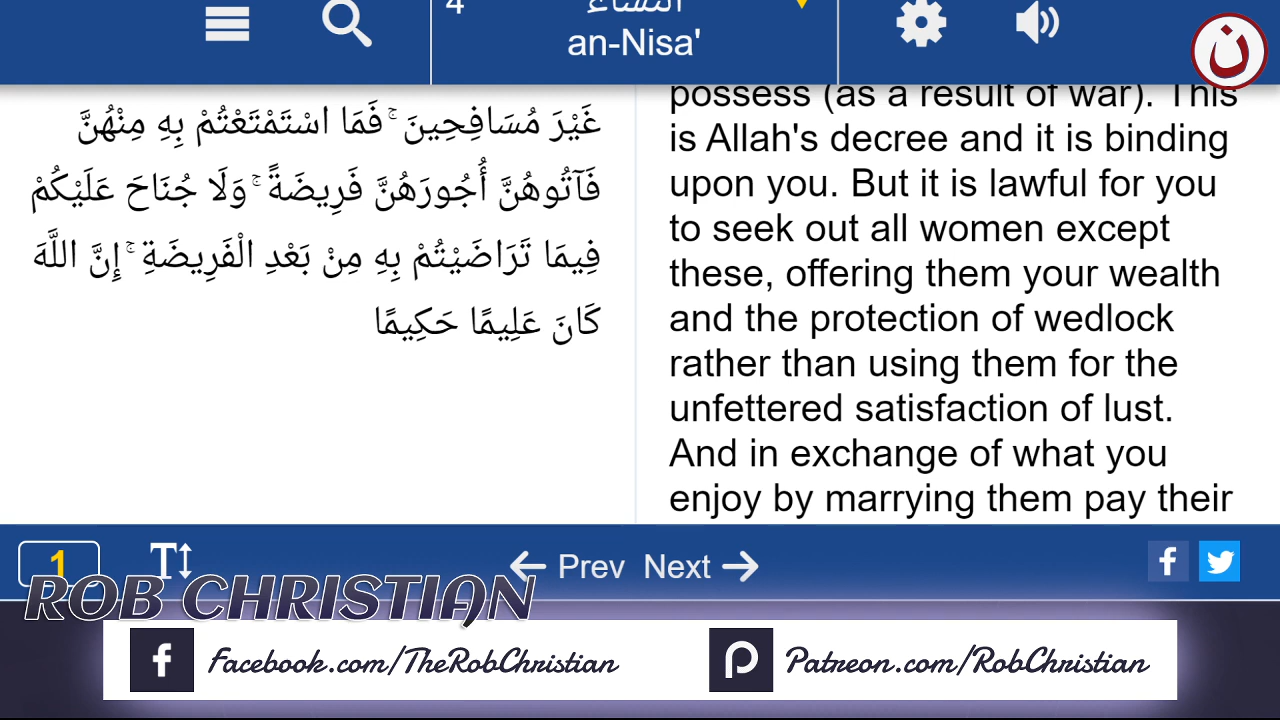 4
النساء
an-Nisa'
ن
غَيْرَ مُسَافِحِينَ ۚ فَمَا اسْتَمْتَعْتُمْ بِهِ مِنْهُنَّ
فَآتُوهُنَّ أُجُورَهُنَّ فَرِيضَةً ۚ وَلَا جُنَاحَ عَلَيْكُمْ
فِيمَا تَرَاضَيْتُمْ بِهِ مِنْ بَعْدِ الْفَرِيضَةِ ۚ إِنَّ اللَّهَ
كَانَ عَلِيمًا حَكِيمًا
possess (as a result of war). This
is Allah's decree and it is binding
upon you. But it is lawful for you
to seek out all women except
these, offering them your wealth
and the protection of wedlock
rather than using them for the
unfettered satisfaction of lust.
And in exchange of what you
enjoy by marrying them pay their
1
T
Prev Next
ROB CHRISTIAN
Facebook.com/TheRobChristian
Patreon.com/RobChristian